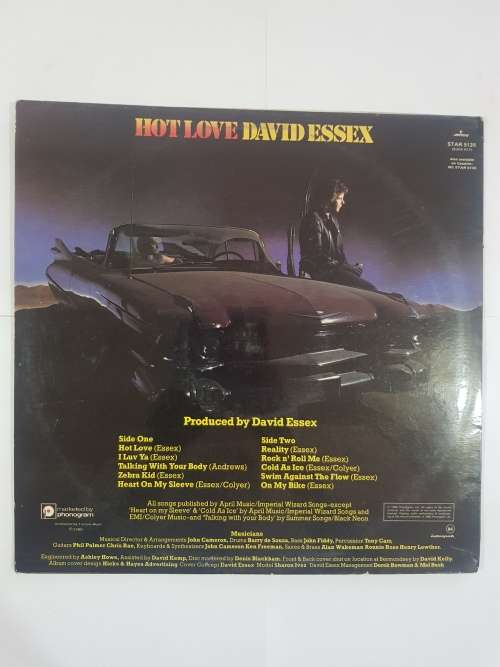 HOT LOVE DAVID ESSEX
STAR 5125
Also available
on Cassette
Produced by David Essex
Side One
Hot Love (Essex)
I Luv Ya (Essex)
Talking With Your Body (Andrews)
Zebra Kid (Essex)
Heart On My Sleeve (Essex/Colyer)
Side Two
Reality (Essex)
Rock n' Roll Me (Essex)
Cold As Ice (Essex/Colyer)
Swim Against The Flow (Essex)
On My Bike (Essex)
All songs published by April Music/Imperial Wizard Songs-except
'Heart on my Sleeve' & 'Cold As Ice' by April Music/Imperial Wizard Songs and
EMI/Colyer Music-and 'Talking with your Body' by Summer Songs/Black Neon
marketed by
phonogram
Musicians
Musical Director & Arrangements John Cameron, Drums Barry de Souza, Bass John Fiddy, Percussion Tony Carr,
Guitars Phil Palmer Chris Rae, Keyboards & Synthesizers John Cameron Ken Freeman, Saxes & Brass Alan Wakeman Ronnie Ross Henry Lowther.
Engineered by Ashley Howe, Assisted by David Kemp, Disc mastered by Denis Blackham, Front & Back cover shot on location at Bermondsey by David Kelly,
Album cover design Hicks & Hayes Advertising Cover Concept David Essex Model Sharon Ives David Essex Management Derek Bowman & Mel Bush